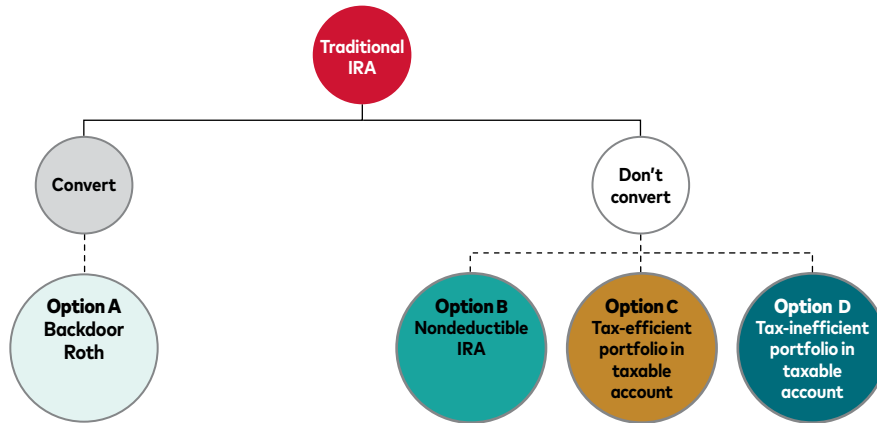 Traditional
IRA
Convert
Don't
convert
Option A
Backdoor
Roth
Option B
Nondeductible
IRA
Option C
Tax-efficient
portfolio in
taxable
account
Option D
Tax-inefficient
portfolio in
taxable
account